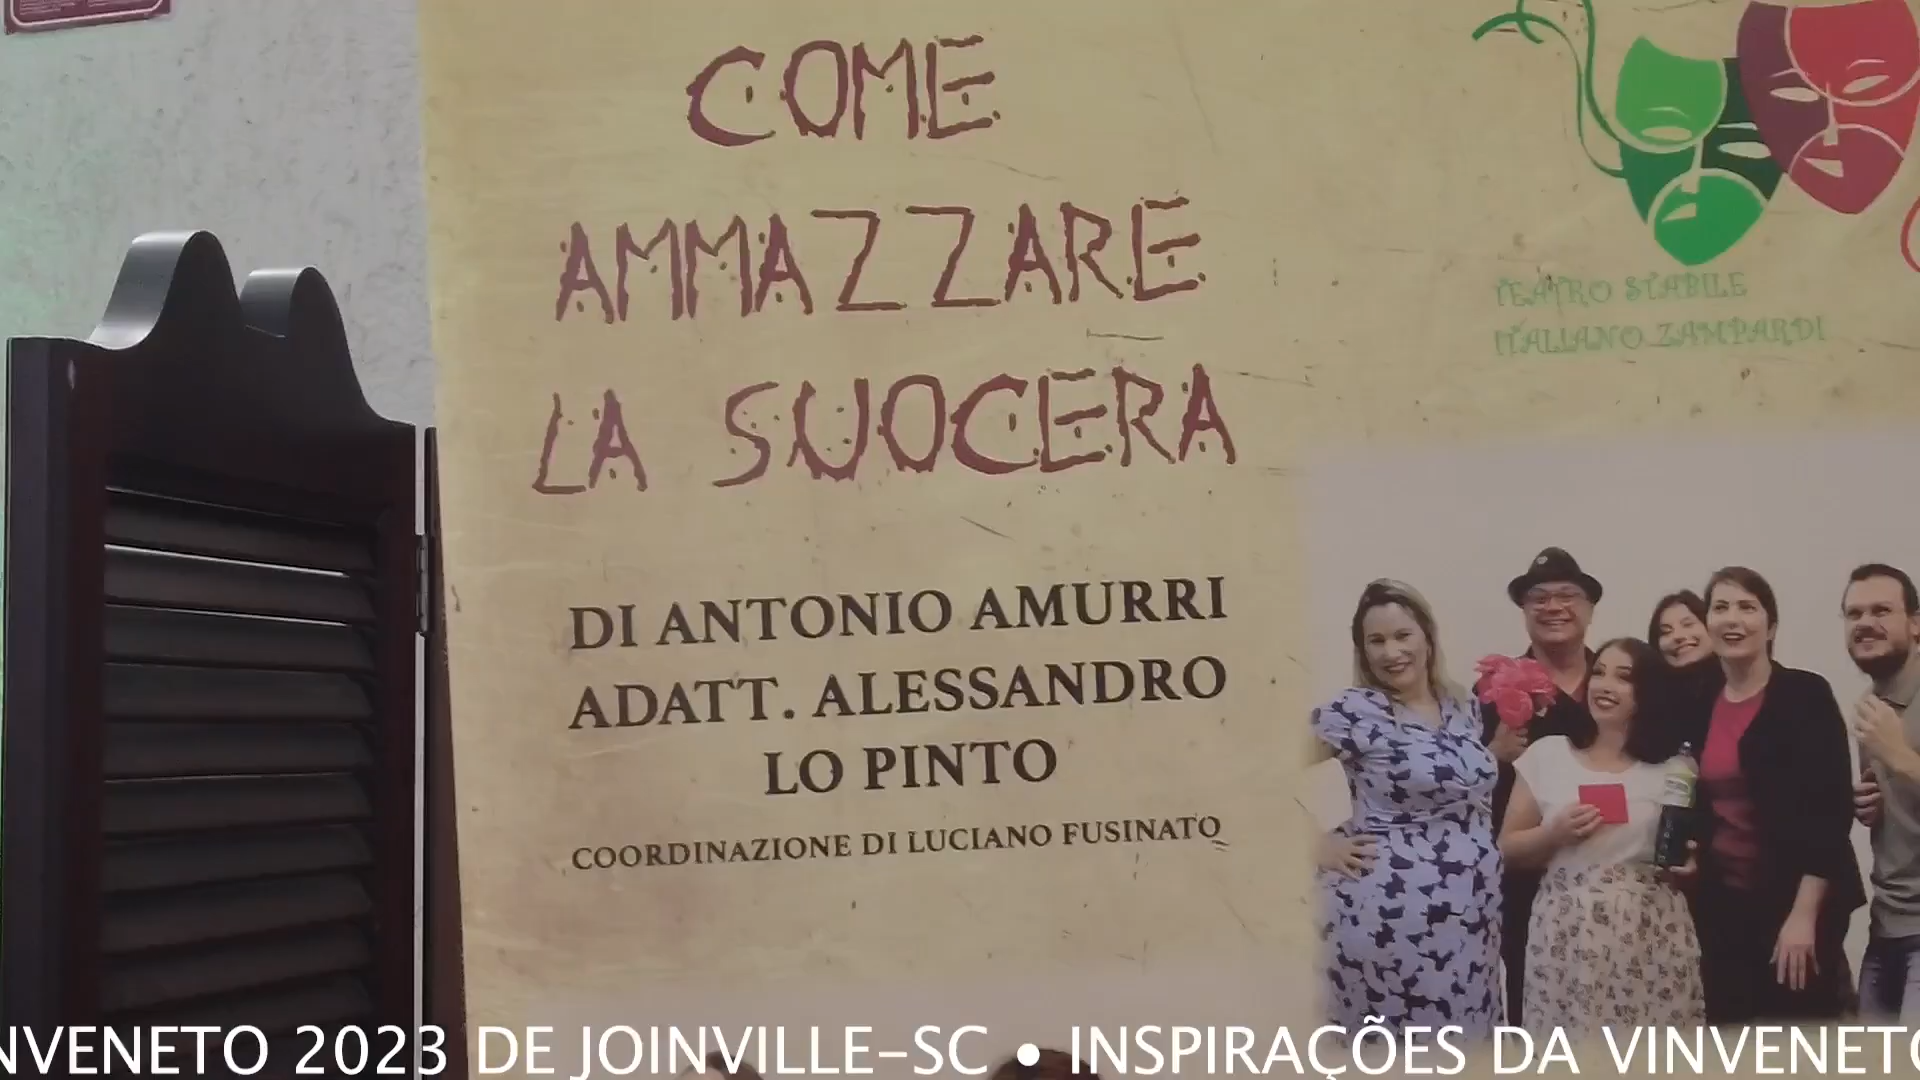 COME
AMMAZZARE
LA SUOCERA
DI ANTONIO AMURRI
ADATT. ALESSANDRO
LO PINTO
COORDINAZIONE DI LUCIANO FUSINATO
TEATRO STABILE
ITALIANO ZAMPARDI
NVENETO 2023 DE JOINVILLE-SC • INSPIRAÇÕES DA VINVENETO